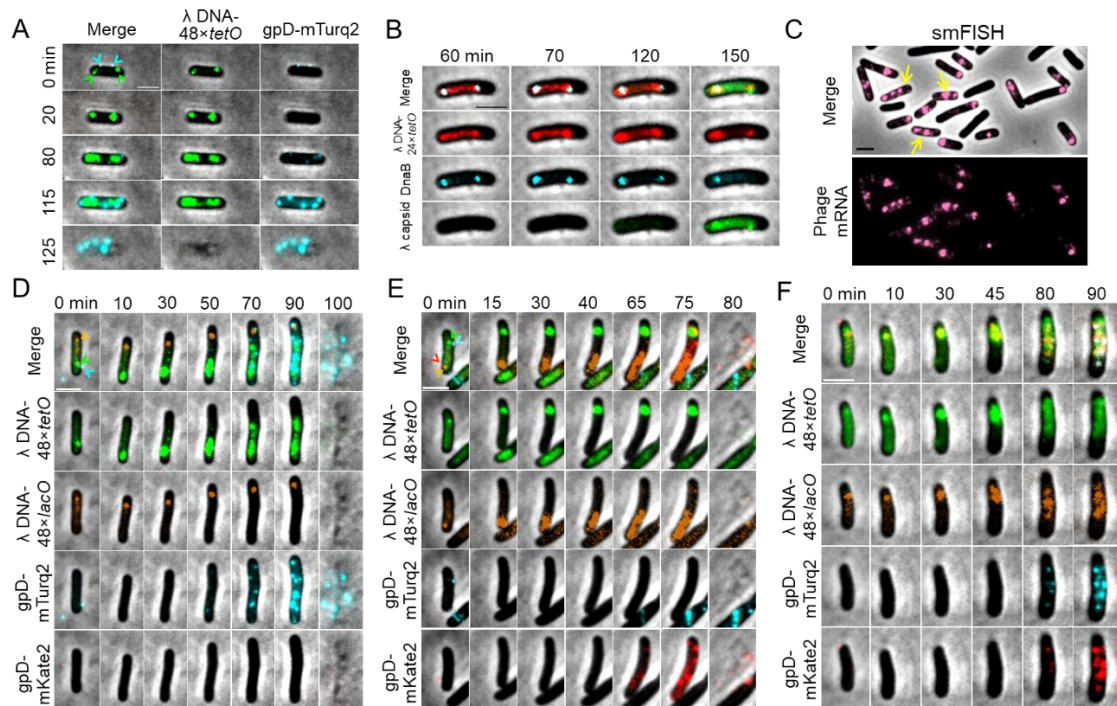 A
Merge
λ DNA-
48×tetO
gpD-mTurq2
0 min
20
80
115
125
B
60 min 70 120 150
Merge
λ DNA-
24×tetO
DnaB
λ capsid
C
smFISH
Merge
Phage
mRNA
D
0 min 10 30 50 70 90 100
Merge
λ DNA-
48×tetO
λ DNA-
48×lacO
gpD-
mTurq2
gpD-
mKate2
E
0 min 15 30 40 65 75 80
Merge
λ DNA-
48×tetO
λ DNA-
48×lacO
gpD-
mTurq2
gpD-
mKate2
F
0 min 10 30 45 80 90
Merge
λ DNA-
48×tetO
λ DNA-
48×lacO
gpD-
mTurq2
gpD-
mKate2